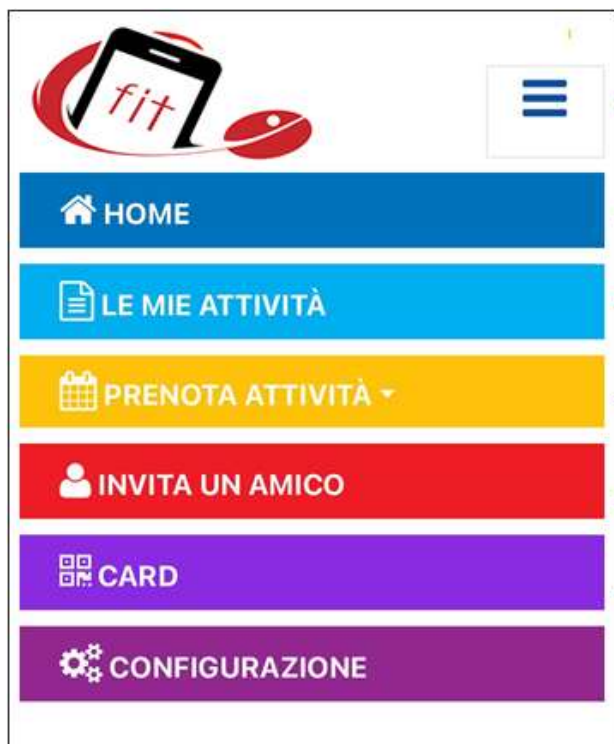 fit
HOME
LE MIE ATTIVITÀ
PRENOTA ATTIVITÀ
INVITA UN AMICO
CARD
CONFIGURAZIONE